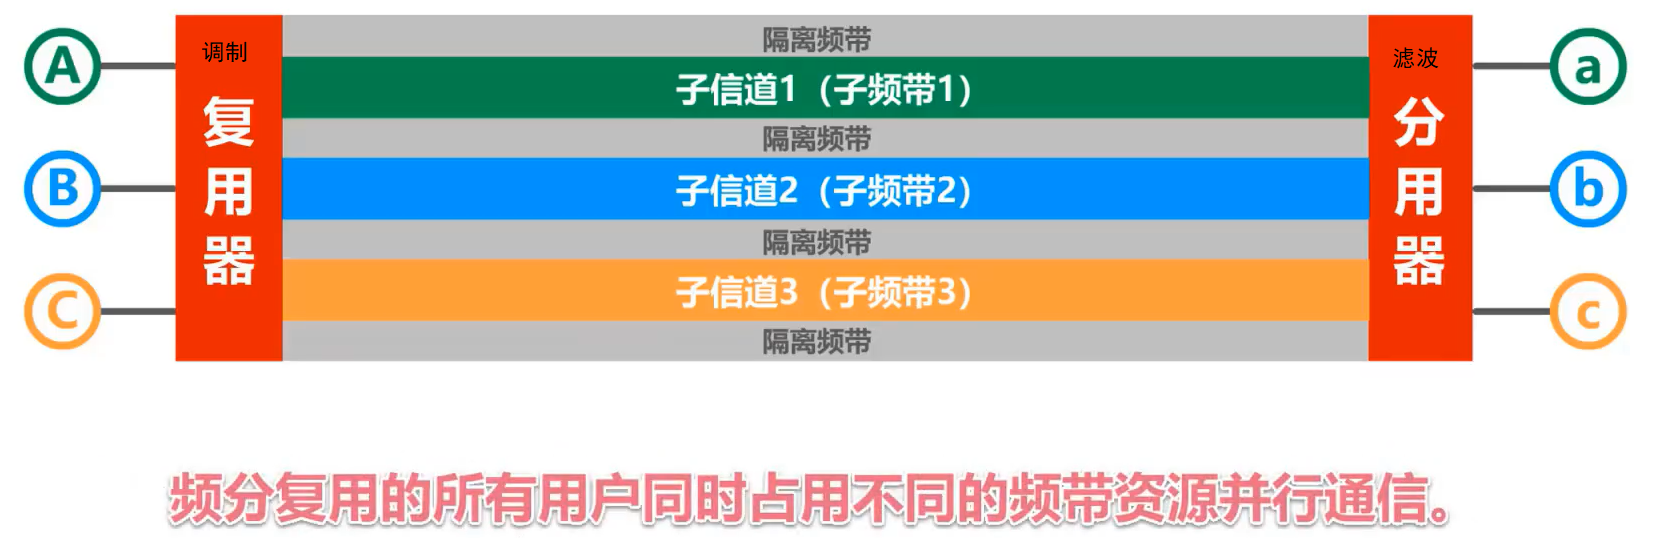 隔离频带
A
调制
滤波
a
子信道1（子频带1）
复用器
分用器
隔离频带
B
子信道2（子频带2）
b
隔离频带
C
子信道3（子频带3）
c
隔离频带
频分复用的所有用户同时占用不同的频带资源并行通信。